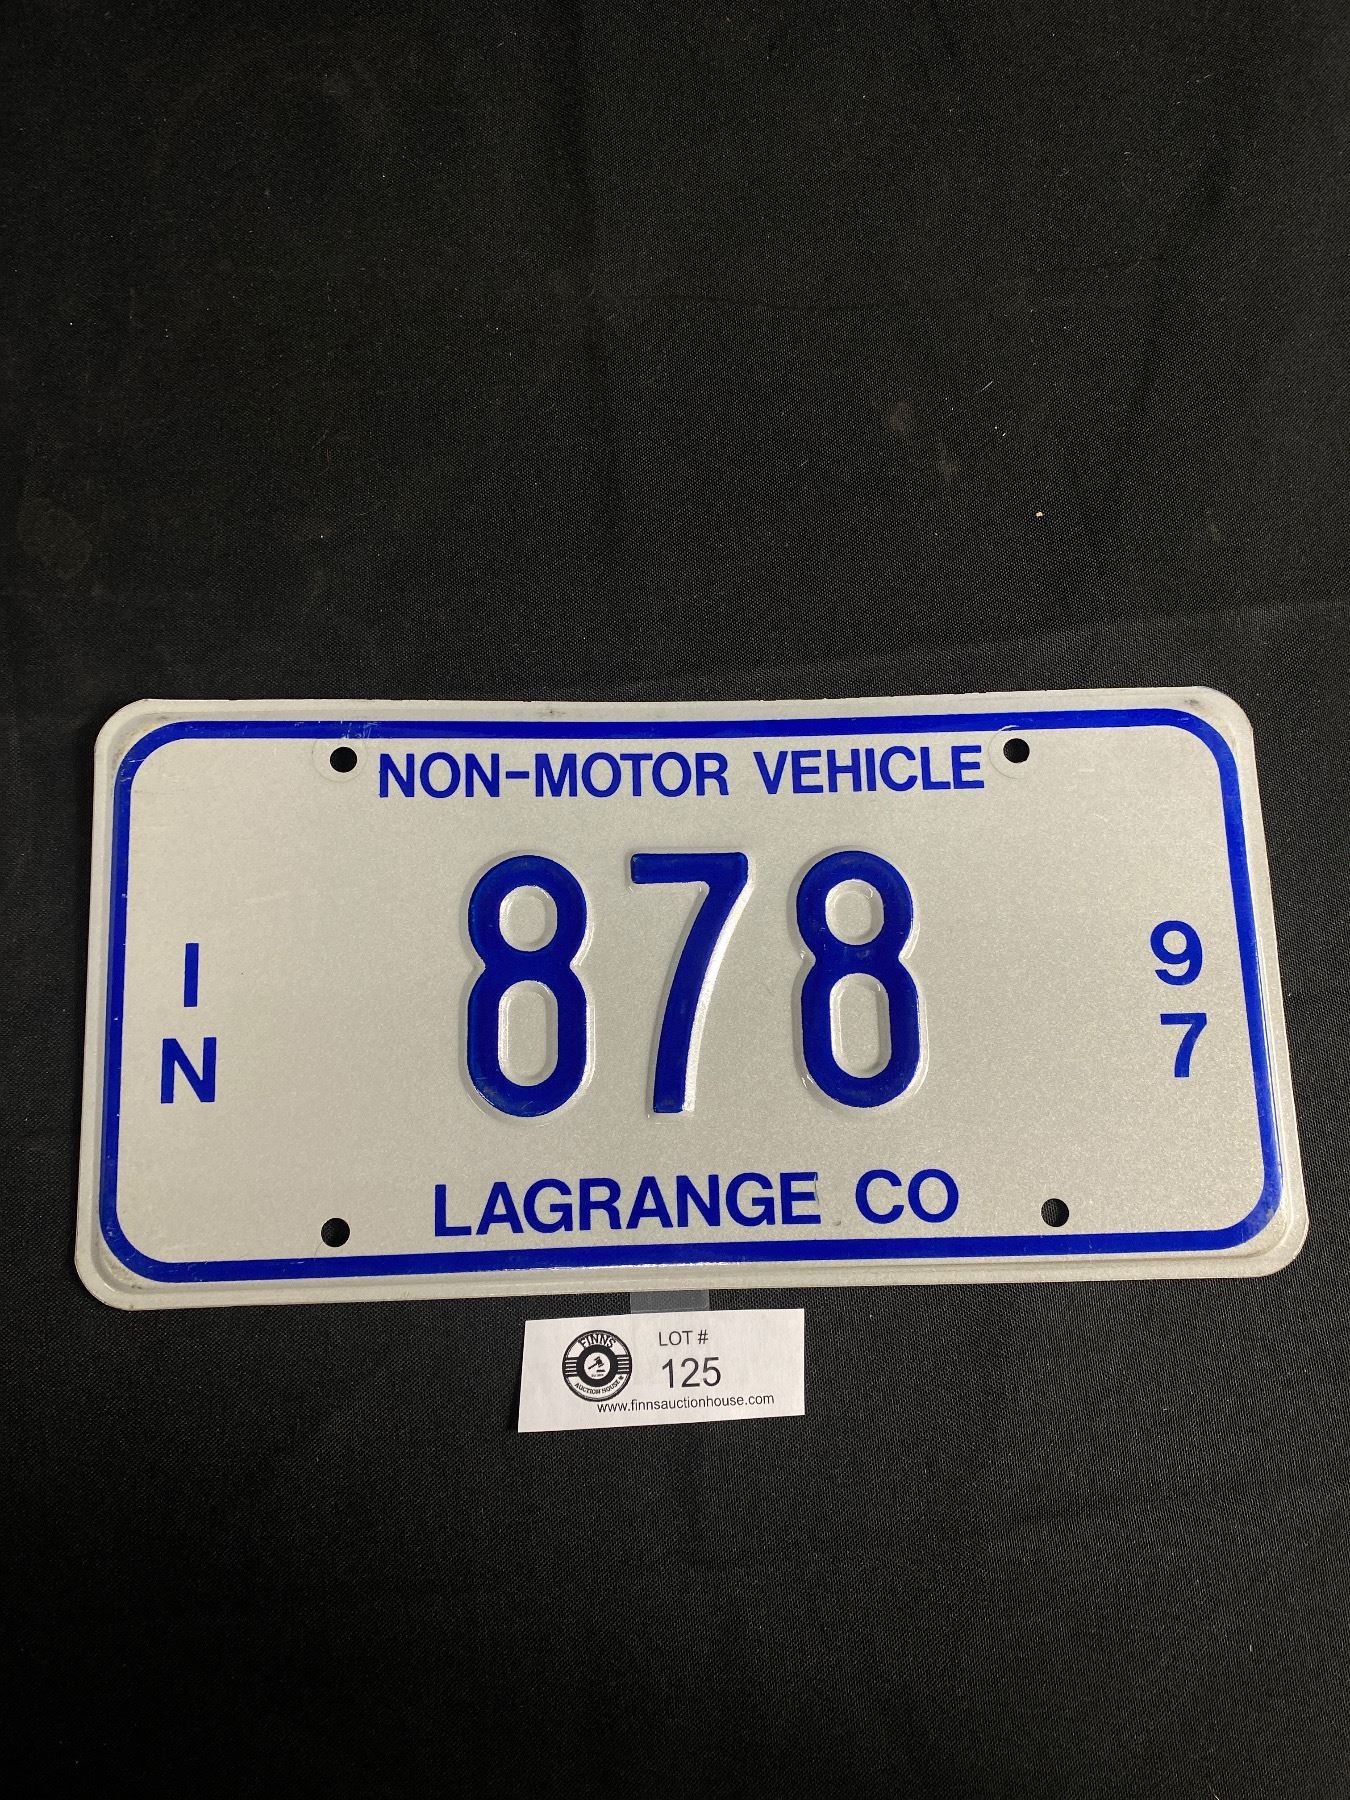 NON-MOTOR VEHICLE
878
I
N
9
7
LAGRANGE CO
FINNS
AUCTION HOUSE
LOT #
125
www.finnsauctionhouse.com